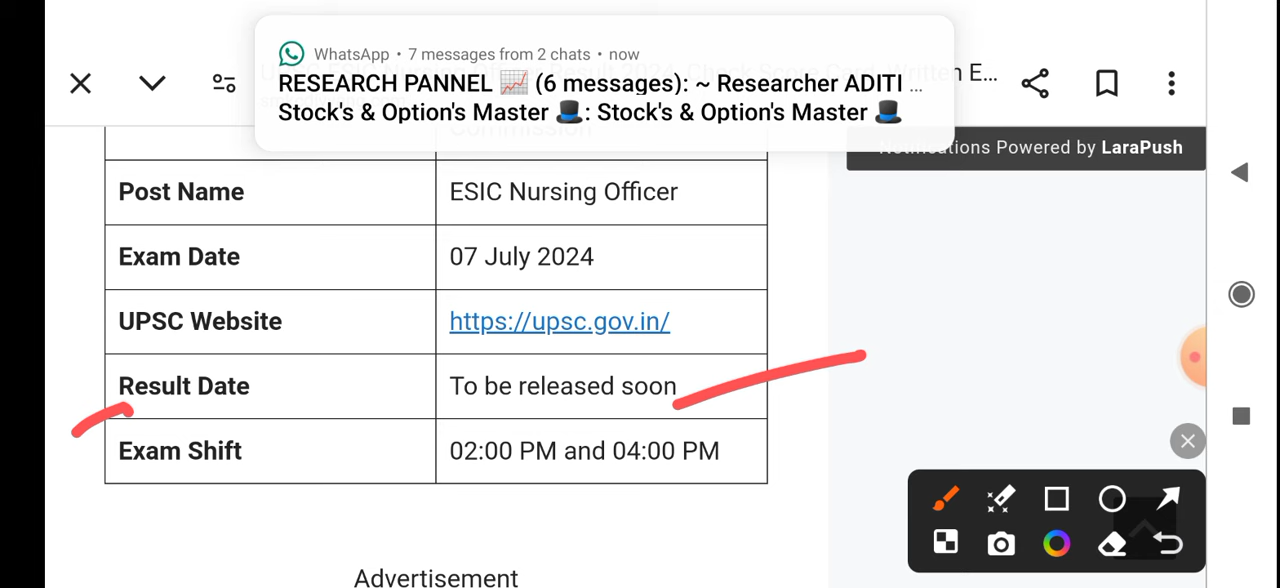 WhatsApp • 7 messages from 2 chats • now
RESEARCH PANNEL 📈 (6 messages): ~ Researcher ADITI ...
Stock's & Option's Master 🎩: Stock's & Option's Master 🎩
n E...
Commission
Notifications Powered by LaraPush
Post Name ESIC Nursing Officer
Exam Date 07 July 2024
UPSC Website https://upsc.gov.in/
Result Date To be released soon
Exam Shift 02:00 PM and 04:00 PM
Advertisement